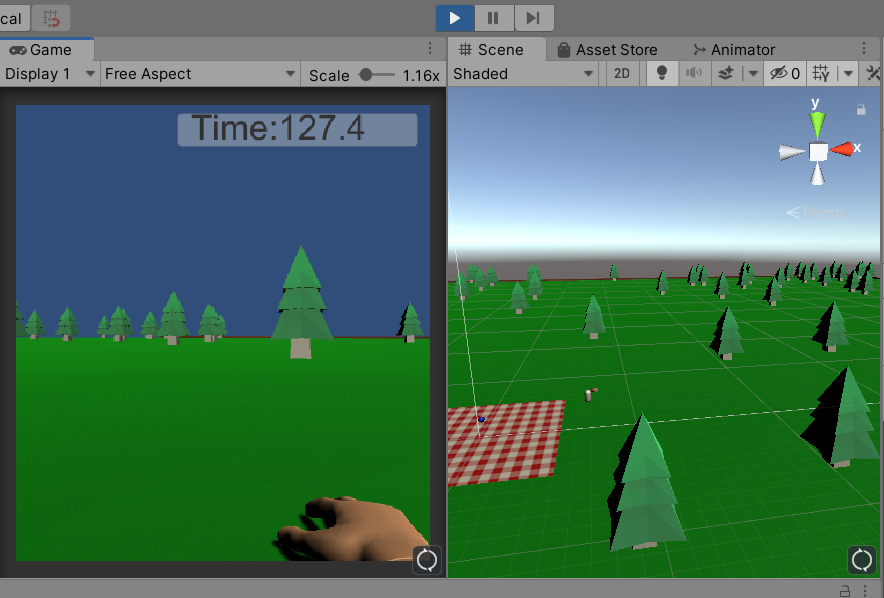 cal
Game
Scene
Asset Store
Animator
Display 1
Free Aspect
Scale
1.16x
Shaded
2D
0
Time:127.4
y
x
Persp